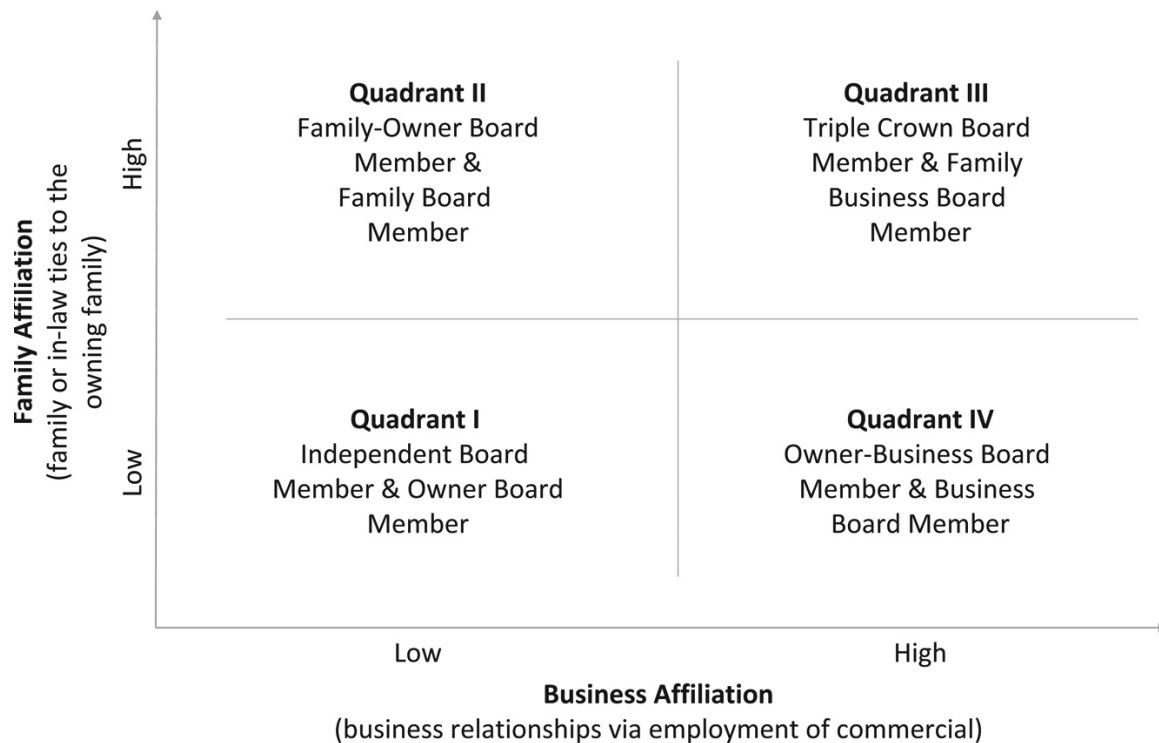 Quadrant II
Family-Owner Board
Member &
Family Board
Member
Quadrant III
Triple Crown Board
Member & Family
Business Board
Member
Quadrant I
Independent Board
Member & Owner Board
Member
Quadrant IV
Owner-Business Board
Member & Business
Board Member
Family Affiliation
(family or in-law ties to the
owning family)
High
Low
Low
High
Business Affiliation
(business relationships via employment of commercial)